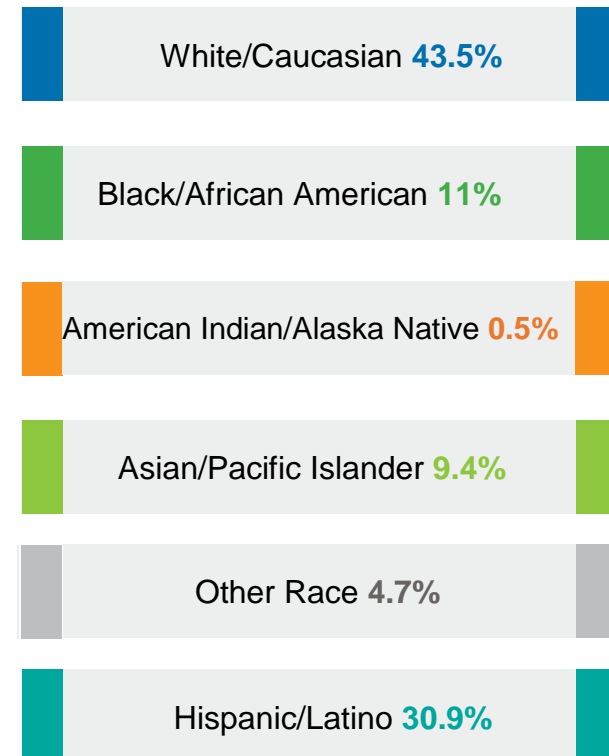 White/Caucasian 43.5%
Black/African American 11%
American Indian/Alaska Native 0.5%
Asian/Pacific Islander 9.4%
Other Race 4.7%
Hispanic/Latino 30.9%